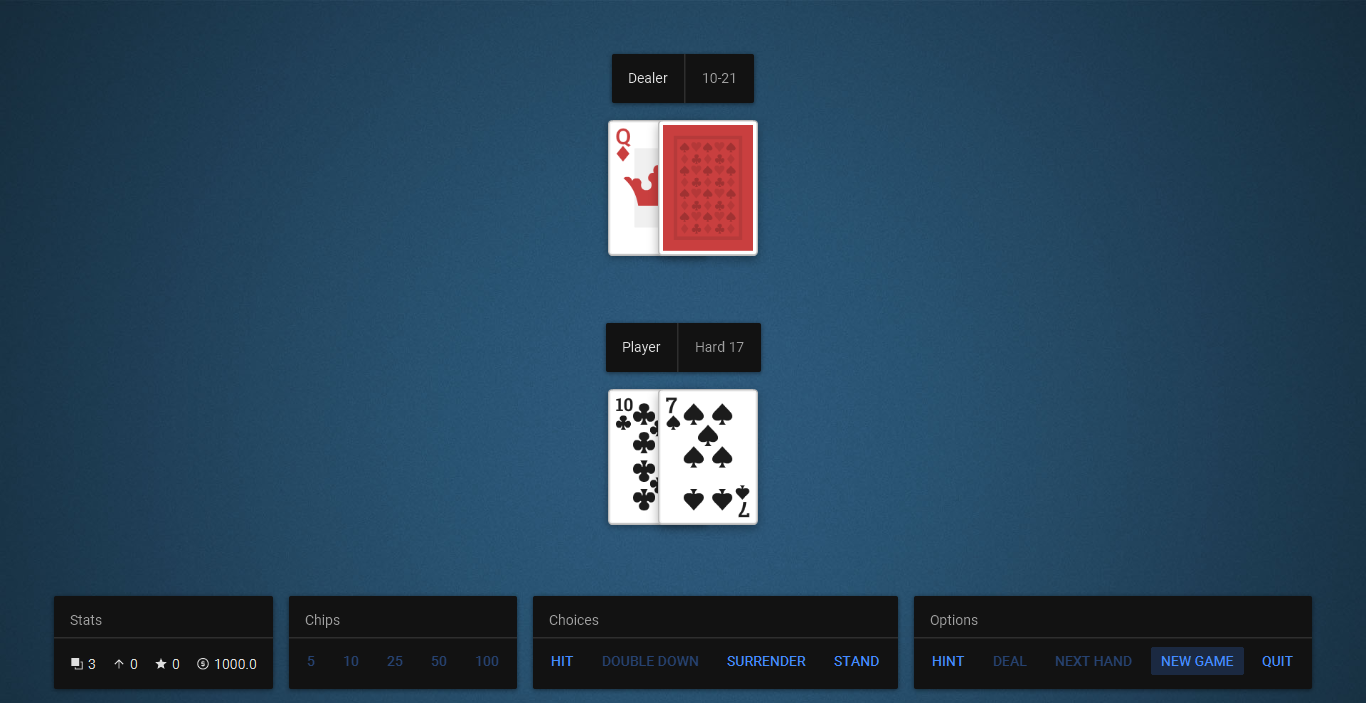 Dealer 10-21
Q
Player Hard 17
10 7
7
Stats
3 0 0 1000.0
Chips
5 10 25 50 100
Choices
HIT DOUBLE DOWN SURRENDER STAND
Options
HINT DEAL NEXT HAND NEW GAME QUIT